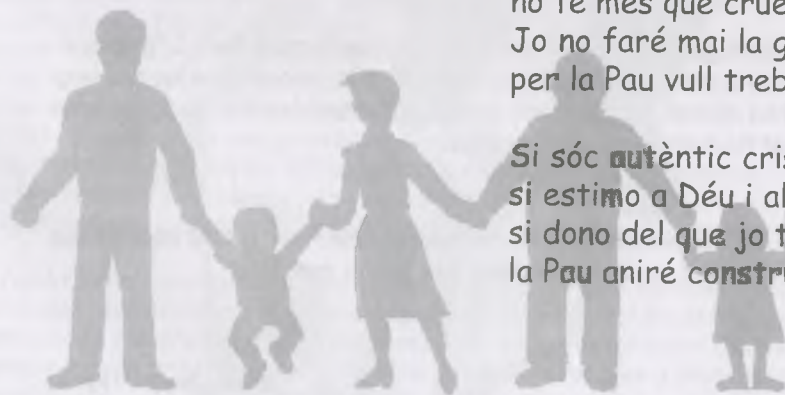 no té més que
Jo no faré mai la
per la Pau vull
Si sóc autèntic
si estimo a Déu i
si dono del que jo
la Pau aniré